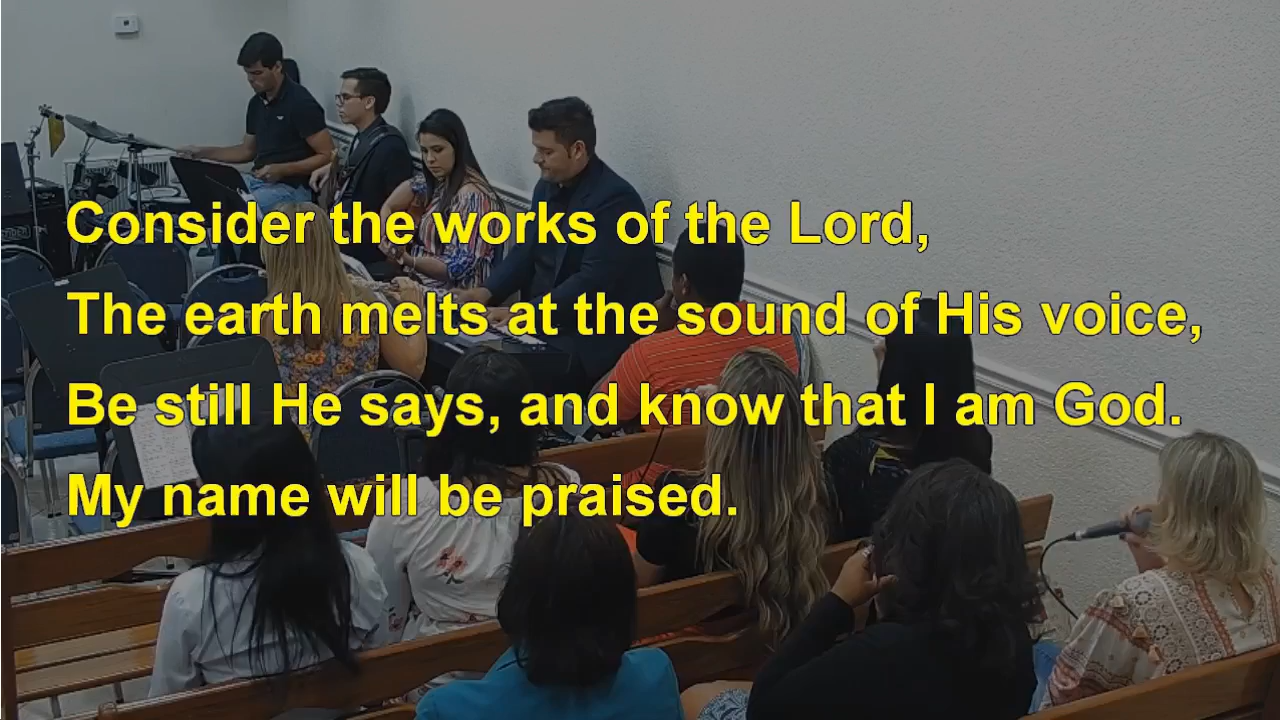 Consider the works of the Lord,
The earth melts at the sound of His voice,
Be still He says, and know that I am God.
My name will be praised.